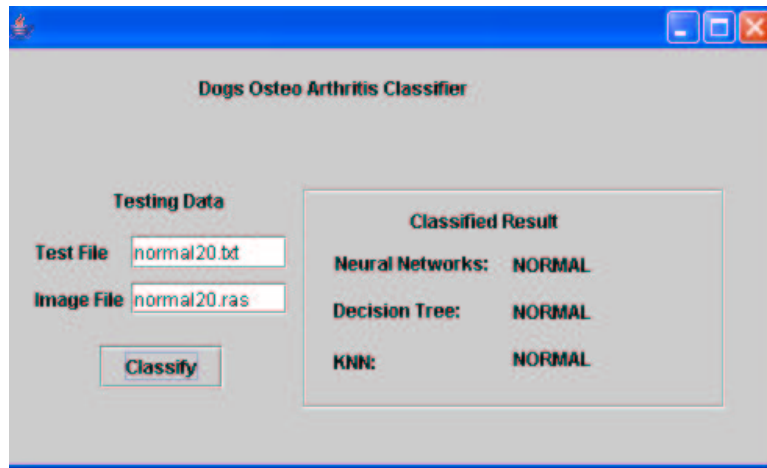 Dogs Osteo Arthritis Classifier
Testing Data
Test File normal20.txt
Image File normal20.ras
Classify
Classified Result
Neural Networks: NORMAL
Decision Tree: NORMAL
KNN: NORMAL